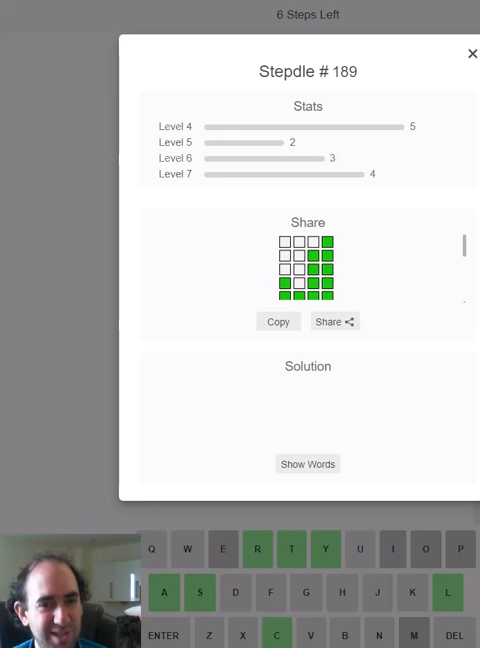 6 Steps Left
Stepdle # 189
Stats
Level 4 5
Level 5 2
Level 6 3
Level 7 4
Share
Copy Share
Solution
Show Words
Q W E R T Y U I O P
A S D F G H J K L
ENTER Z X C V B N M DEL